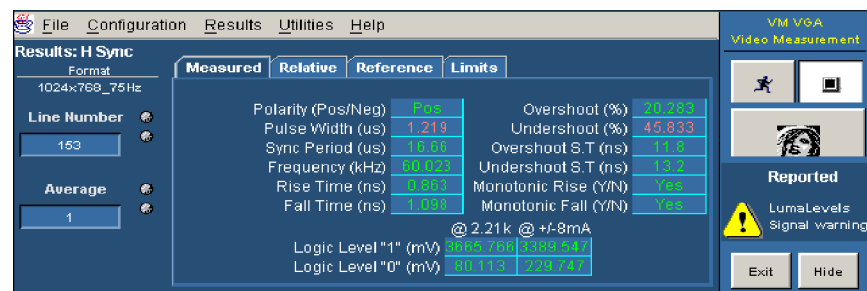 File Configuration Results Utilities Help
VM VGA
Video Measurement
Results: H Sync
Format
1024x768_75Hz
Line Number
153
Average
1
Measured Relative Reference Limits
Polarity (Pos/Neg) Pos Overshoot (%) 20.283
Pulse Width (us) 1.219 Undershoot (%) 45.833
Sync Period (us) 16.66 Overshoot S.T (ns) 11.8
Frequency (kHz) 60.023 Undershoot S.T (ns) 13.2
Rise Time (ns) 0.863 Monotonic Rise (Y/N) Yes
Fall Time (ns) 1.098 Monotonic Fall (Y/N) Yes
@ 2.21k @ +/-8mA
Logic Level "1" (mV) 3665.766 3389.547
Logic Level "0" (mV) 80.113 229.747
Reported
LumaLevels
Signal warning
Exit Hide